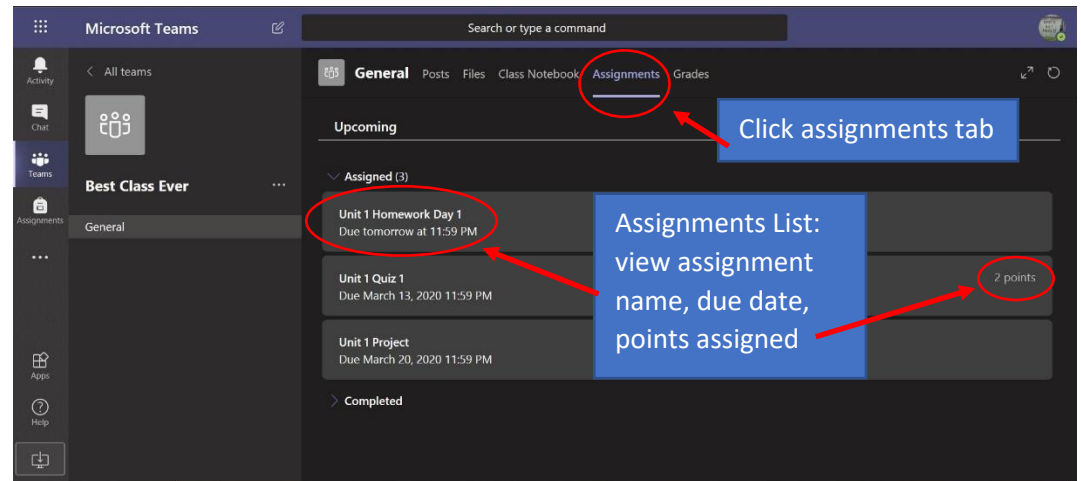 Microsoft Teams
Search or type a command
Activity
Chat
Teams
Assignments
Apps
Help
All teams
Best Class Ever
General
General Posts Files Class Notebook Assignments Grades
Click assignments tab
Upcoming
Assigned (3)
Unit 1 Homework Day 1
Due tomorrow at 11:59 PM
Unit 1 Quiz 1
Due March 13, 2020 11:59 PM
2 points
Unit 1 Project
Due March 20, 2020 11:59 PM
Completed
Assignments List:
view assignment
name, due date,
points assigned